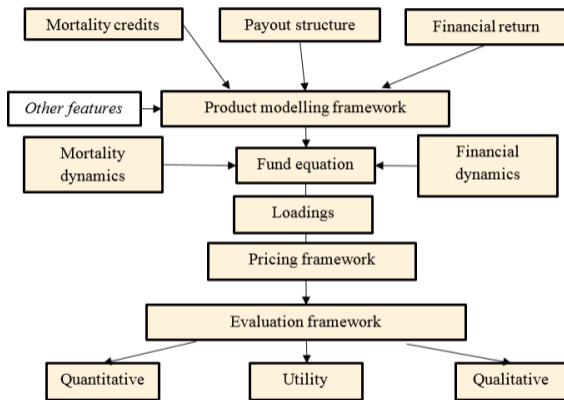 Mortality credits
Payout structure
Financial return
Other features
Product modelling framework
Mortality
dynamics
Fund equation
Financial
dynamics
Loadings
Pricing framework
Evaluation framework
Quantitative
Utility
Qualitative